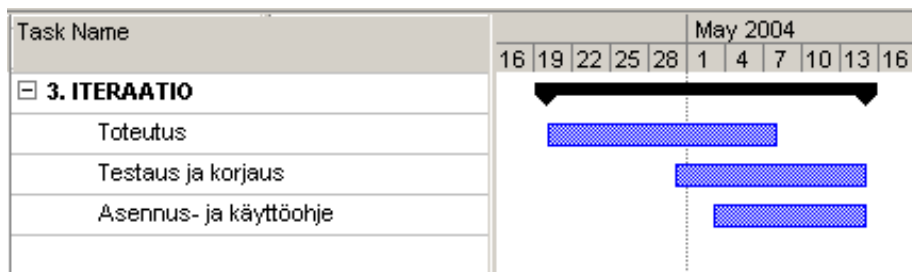 Task Name
May 2004
16 19 22 25 28 1 4 7 10 13 16
3. ITERAATIO
Toteutus
Testaus ja korjaus
Asennus- ja käyttöohje